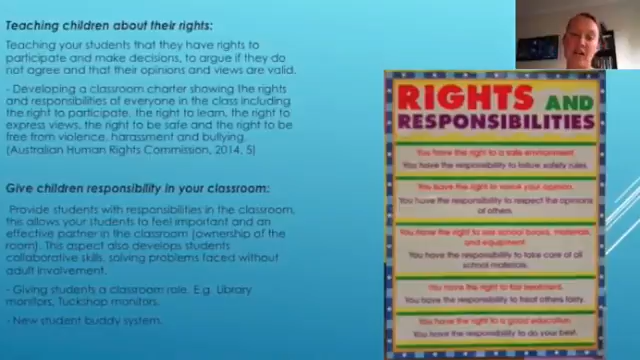 Teaching children about their rights:
Teaching your students that they have rights to
participate and make decisions, to argue if they do
not agree and that their opinions and views are valid.
- Developing a classroom charter showing the rights
and responsibilities of everyone in the class including
the right to participate, the right to learn, the right to
express views, the right to be safe and the right to be
free from violence, harassment and bullying.
(Australian Human Rights Commission, 2014, 5)
Give children responsibility in your classroom:
Provide students with responsibilities in the classroom,
this allows your students to feel important and an
effective partner in the classroom (ownership of the
room). This aspect also develops students
collaborative skills, solving problems faced without
adult involvement.
- Giving students a classroom role. E.g. Library
monitors, Tuckshop monitors.
- New student buddy system.
RIGHTS AND
RESPONSIBILITIES
You have the right to a safe environment.
You have the responsibility to follow safety rules.
You have the right to voice your opinion.
You have the responsibility to respect the opinions
of others.
You have the right to use school books, materials,
and equipment.
You have the responsibility to take care of all
school materials.
You have the right to fair treatment.
You have the responsibility to treat others fairly.
You have the right to a good education.
You have the responsibility to do your best.